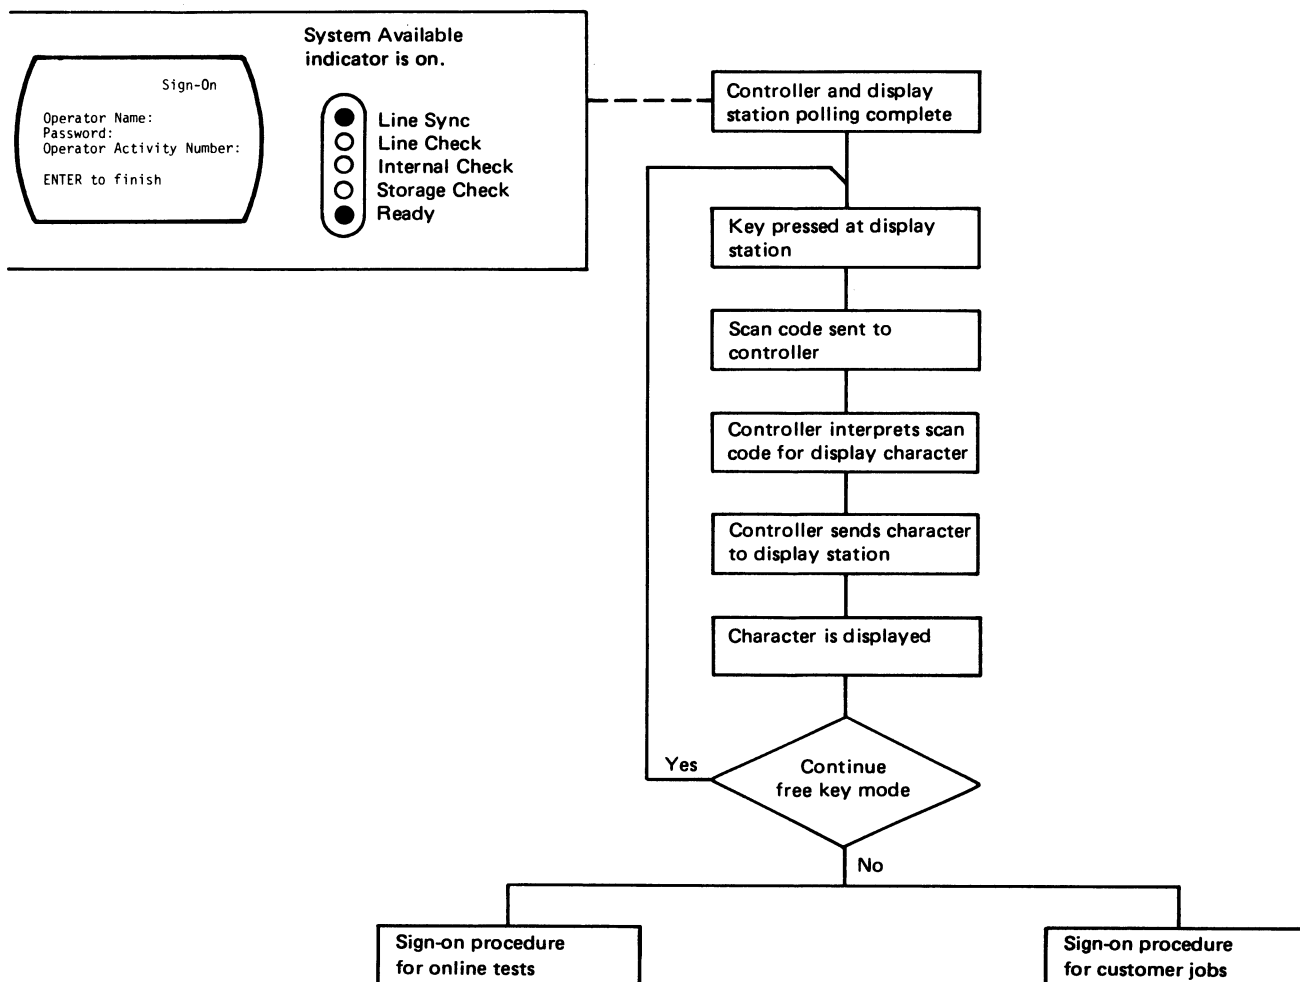 System Available
indicator is on.
Sign-On
Operator Name:
Password:
Operator Activity Number:
ENTER to finish
Line Sync
Line Check
Internal Check
Storage Check
Ready
Controller and display
station polling complete
Key pressed at display
station
Scan code sent to
controller
Controller interprets scan
code for display character
Controller sends character
to display station
Character is displayed
Continue
free key mode
Yes
No
Sign-on procedure
for online tests
Sign-on procedure
for customer jobs